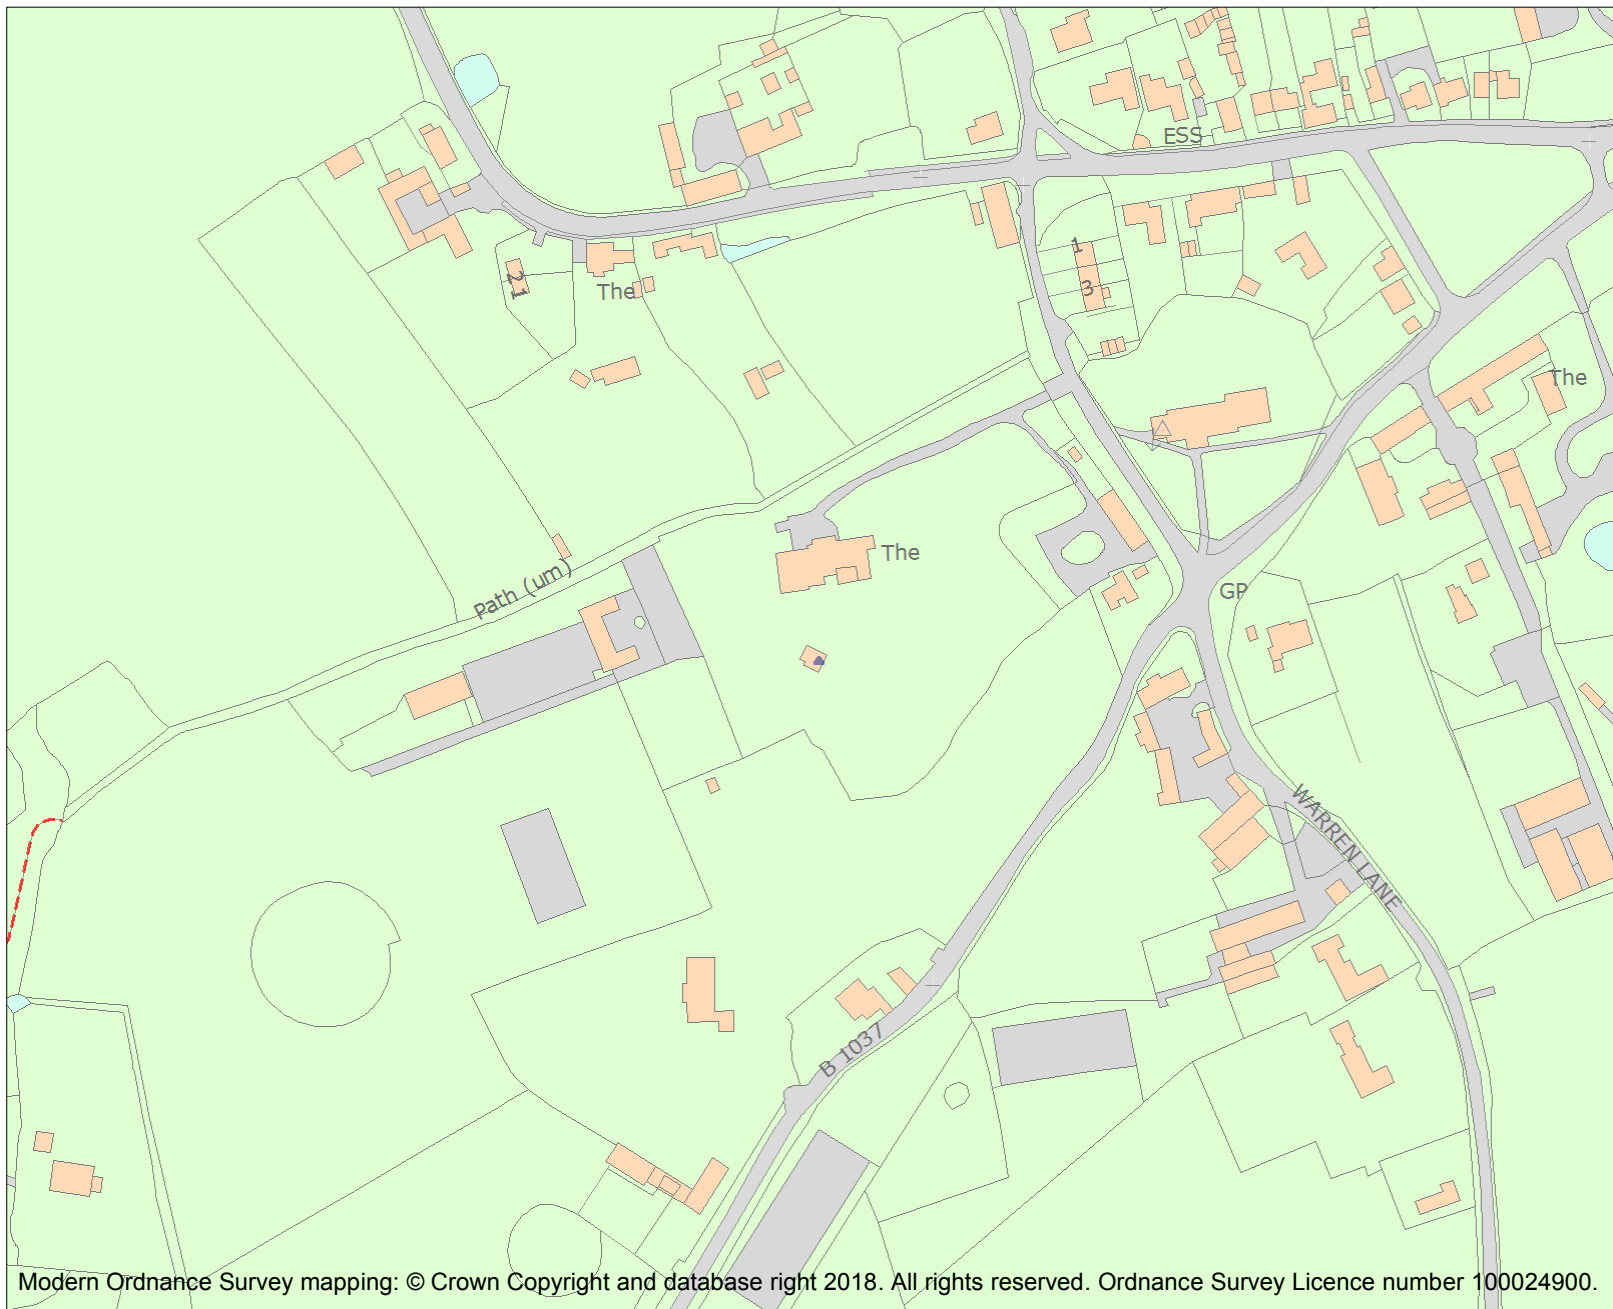 ESS
1
3
21
The
The
The
Path (um)
GP
WARREN LANE
B 1037
Modern Ordnance Survey mapping: © Crown Copyright and database right 2018. All rights reserved. Ordnance Survey Licence number 100024900.